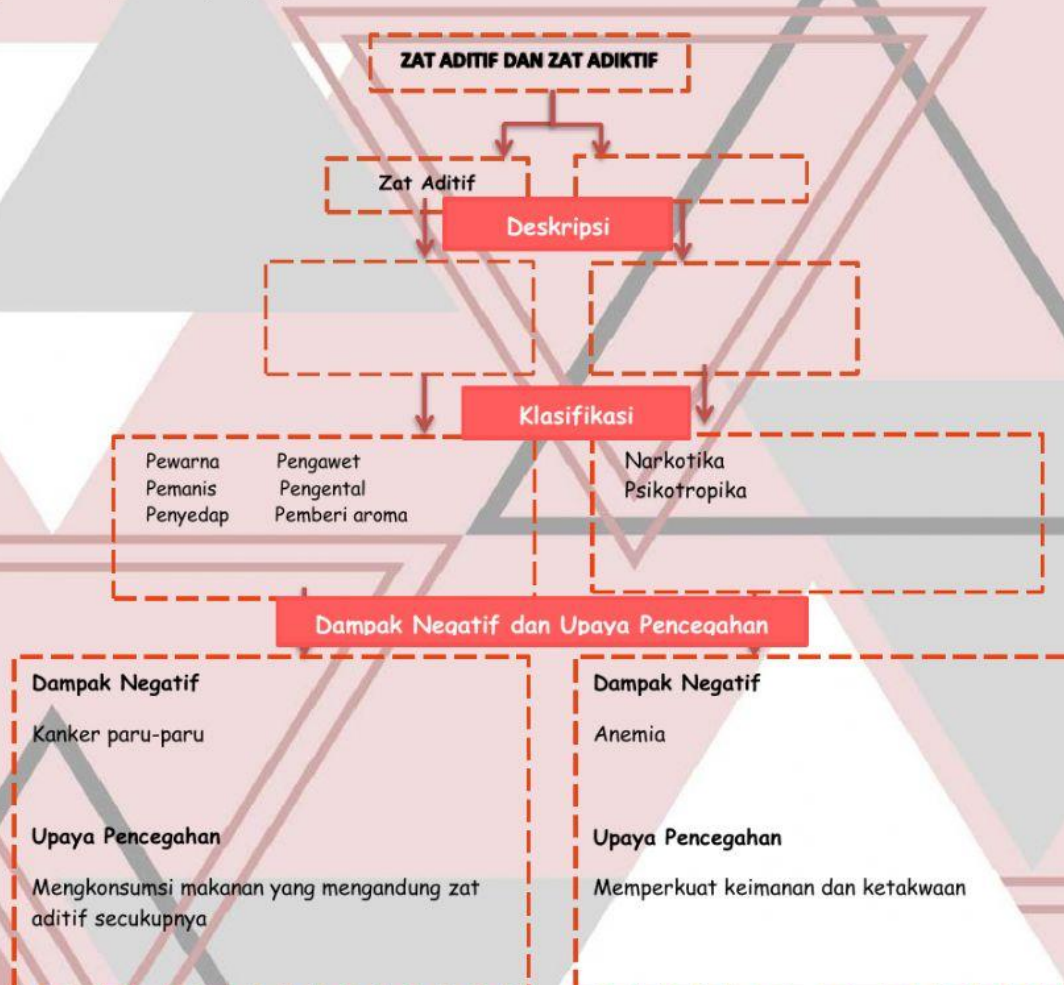 ZAT ADITIF DAN ZAT ADIKTIF
Zat Aditif
Deskripsi
Klasifikasi
Pewarna Pengawet
Pemanis Pengental
Penyedap Pemberi aroma
Narkotika
Psikotropika
Dampak Negatif dan Upaya Pencegahan
Dampak Negatif
Kanker paru-paru
Upaya Pencegahan
Mengkonsumsi makanan yang mengandung zat
aditif secukupnya
Dampak Negatif
Anemia
Upaya Pencegahan
Memperkuat keimanan dan ketakwaan